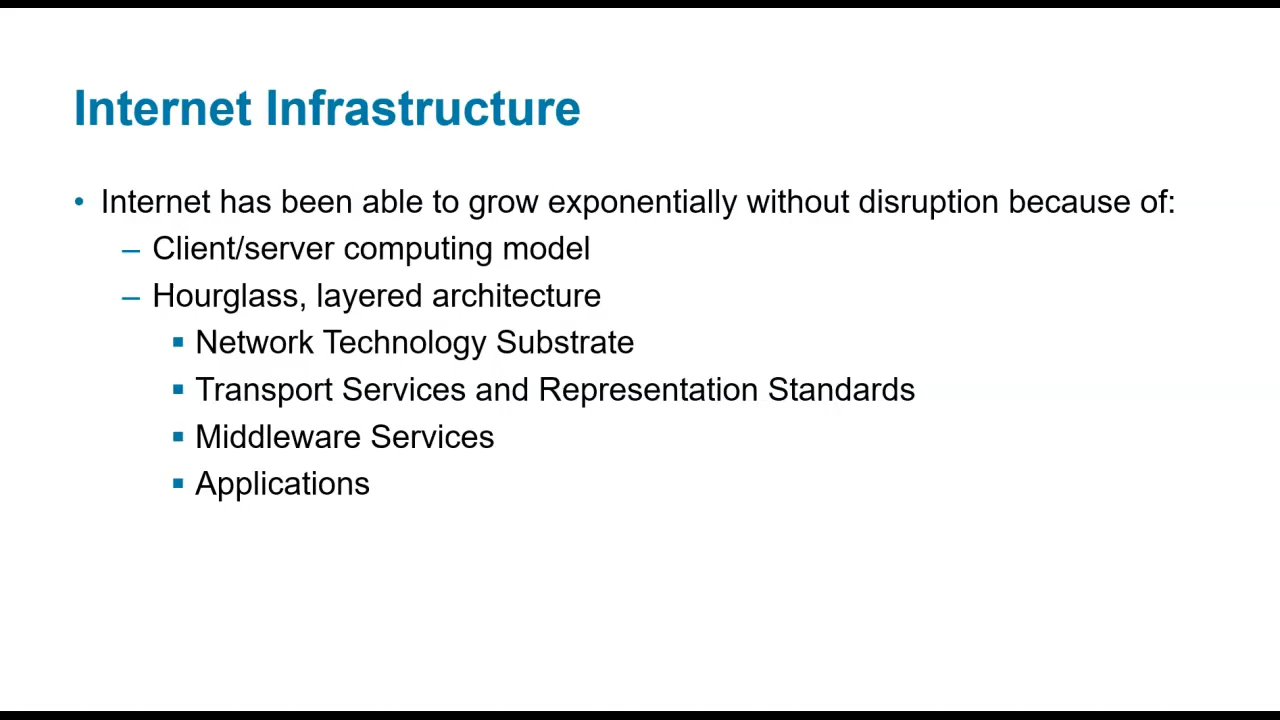 Internet Infrastructure
• Internet has been able to grow exponentially without disruption because of:
– Client/server computing model
– Hourglass, layered architecture
▪ Network Technology Substrate
▪ Transport Services and Representation Standards
▪ Middleware Services
▪ Applications